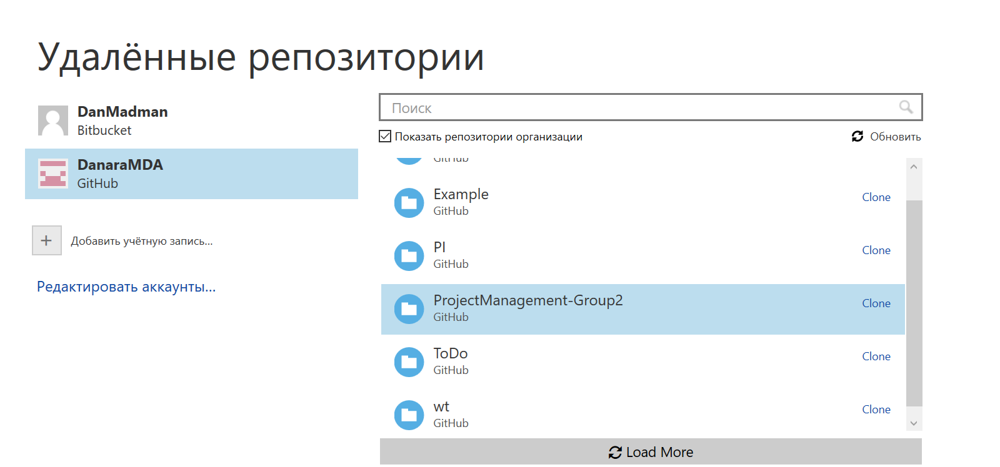 Удалённые репозитории
DanMadman
Bitbucket
DanaraMDA
GitHub
Добавить учётную запись...
Редактировать аккаунты...
Поиск
Показать репозитории организации
Обновить
GitHub
Example
GitHub
Clone
PI
GitHub
Clone
ProjectManagement-Group2
GitHub
Clone
ToDo
GitHub
Clone
wt
GitHub
Clone
Load More